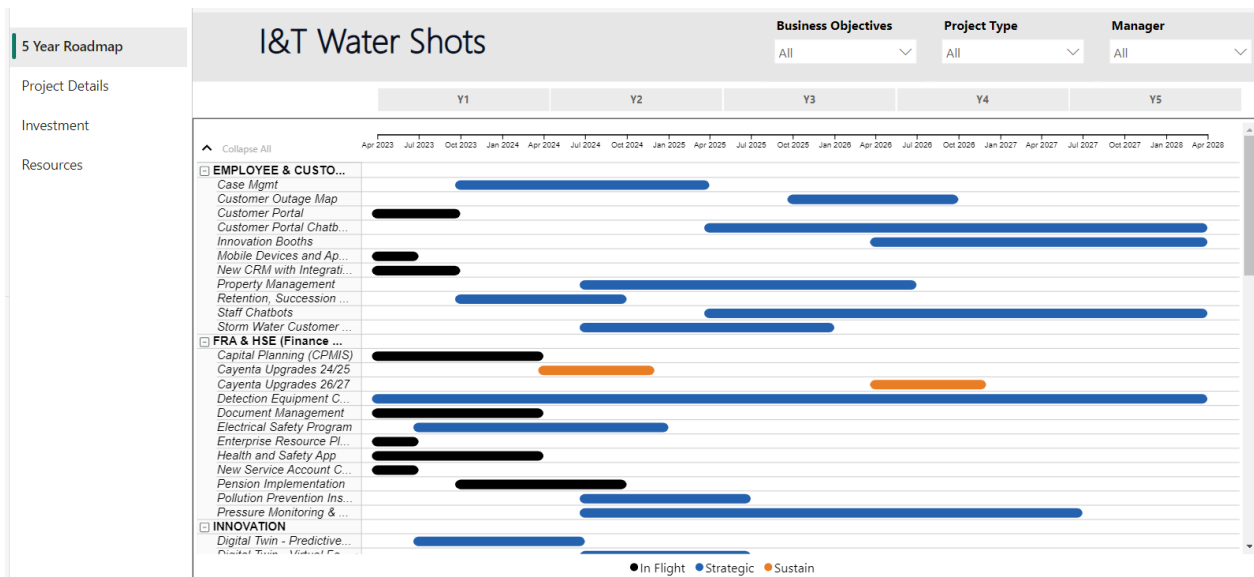 I&T Water Shots
Business Objectives
All
Project Type
All
Manager
All
5 Year Roadmap
Project Details
Investment
Resources
Y1 Y2 Y3 Y4 Y5
Collapse All
Apr 2023 Jul 2023 Oct 2023 Jan 2024 Apr 2024 Jul 2024 Oct 2024 Jan 2025 Apr 2025 Jul 2025 Oct 2025 Jan 2026 Apr 2026 Jul 2026 Oct 2026 Jan 2027 Apr 2027 Jul 2027 Oct 2027 Jan 2028 Apr 2028
EMPLOYEE & CUSTO...
Case Mgmt
Customer Outage Map
Customer Portal
Customer Portal Chatb...
Innovation Booths
Mobile Devices and Ap...
New CRM with Integrati...
Property Management
Retention, Succession ...
Staff Chatbots
Storm Water Customer ...
FRA & HSE (Finance ...
Capital Planning (CPMIS)
Cayenta Upgrades 24/25
Cayenta Upgrades 26/27
Detection Equipment C...
Document Management
Electrical Safety Program
Enterprise Resource Pl...
Health and Safety App
New Service Account C...
Pension Implementation
Pollution Prevention Ins...
Pressure Monitoring & ...
INNOVATION
Digital Twin - Predictive...
Digital Twin - Virtual
In Flight Strategic Sustain